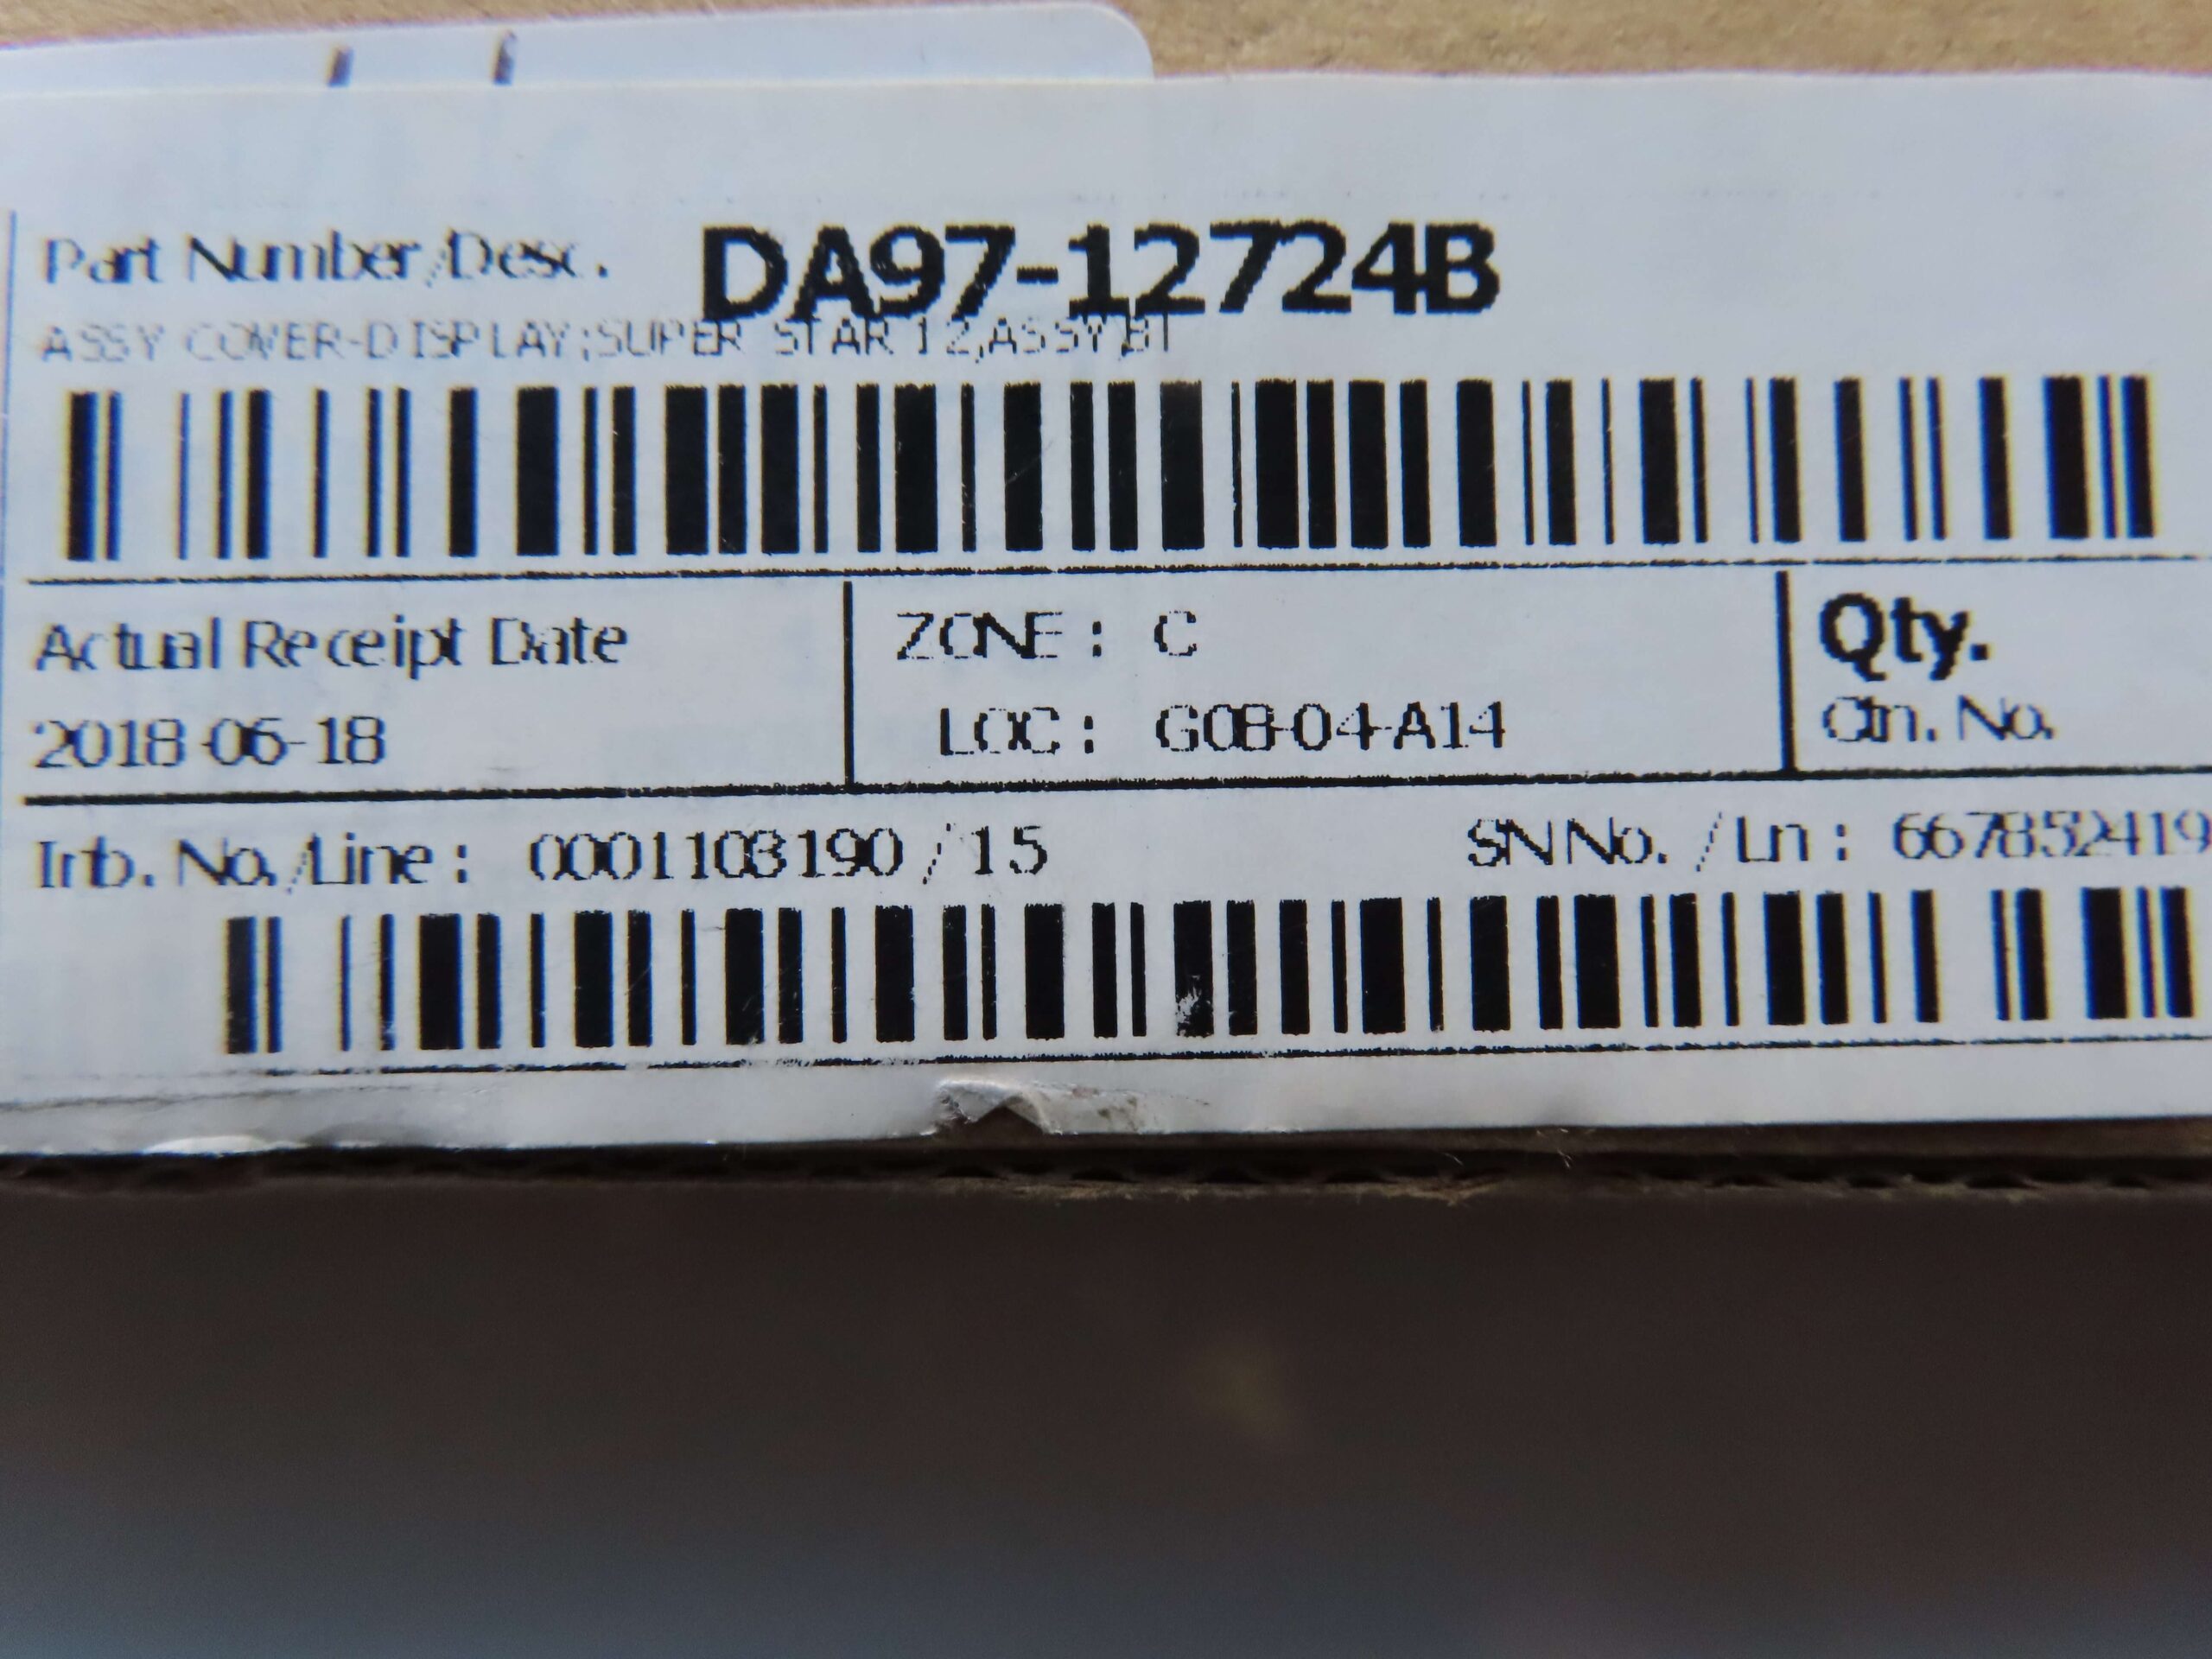 Part Number/Desc. DA97-12724B
ASSY COVER-DISPLAY;SUPER STAR 12,ASSY,BT
Actual Receipt Date
2018-06-18
ZONE : C
LOC : G08-04-A14
Qty.
Ctn. No.
Inb. No./Line : 0001103190 / 15
SN No. / Ln : 667852419